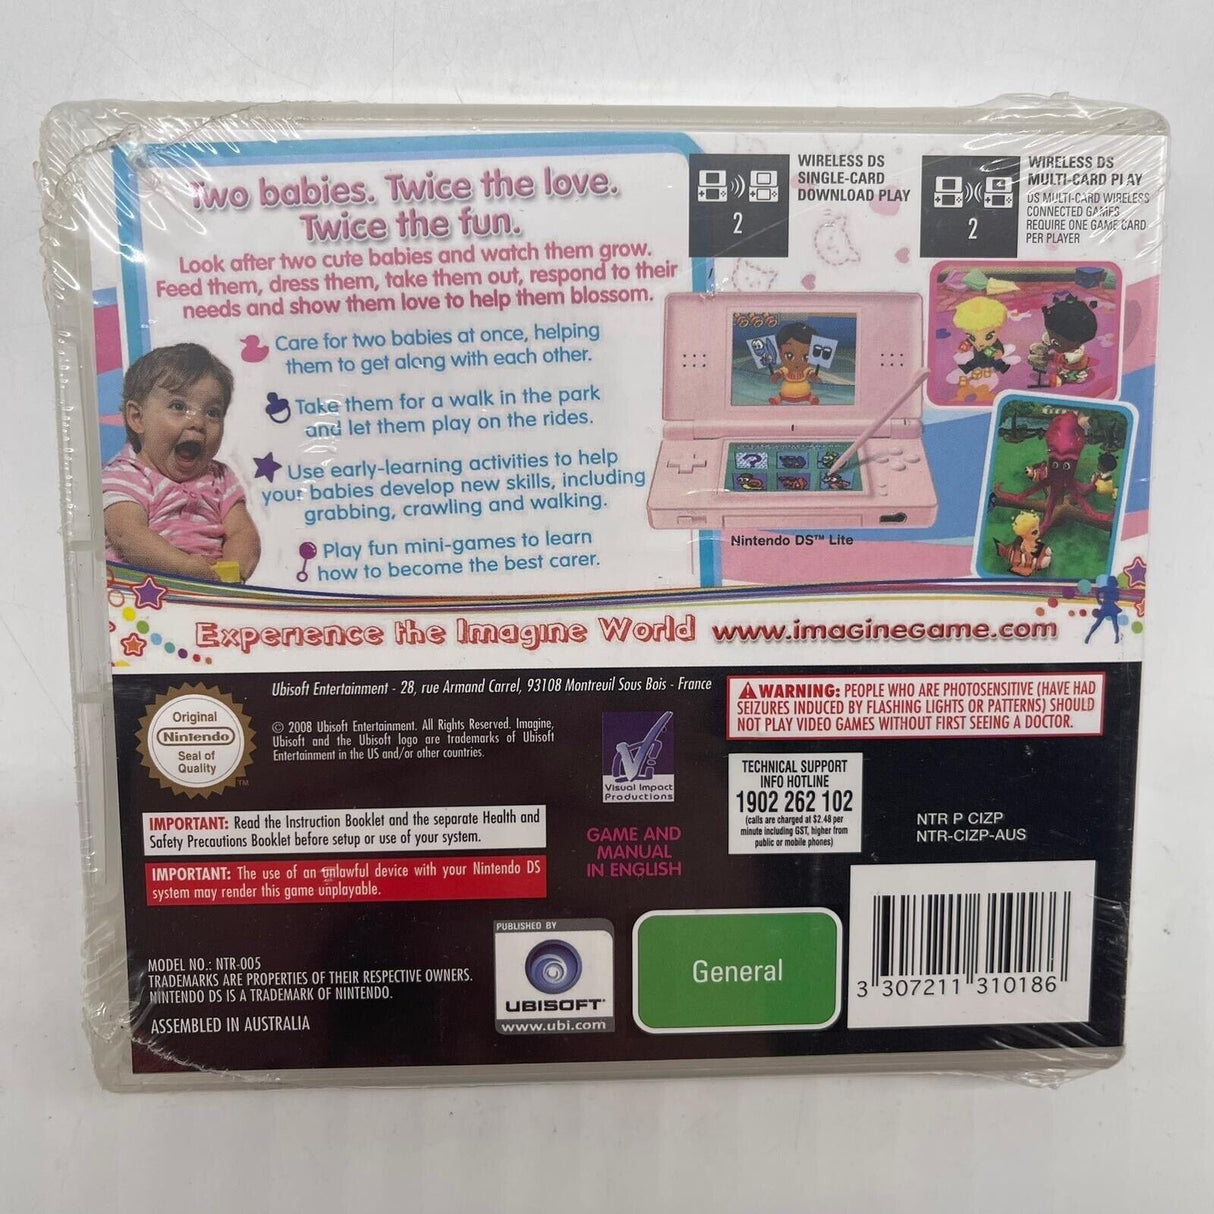 Two babies. Twice the love.
Twice the fun.
Look after two cute babies and watch them grow.
Feed them, dress them, take them out, respond to their
needs and show them love to help them blossom.
Care for two babies at once, helping
them to get along with each other.
Take them for a walk in the park
and let them play on the rides.
Use early-learning activities to help
your babies develop new skills, including
grabbing, crawling and walking.
Play fun mini-games to learn
how to become the best carer.
2
WIRELESS DS
SINGLE-CARD
DOWNLOAD PLAY
2
WIRELESS DS
MULTI-CARD PLAY
DS MULTI-CARD WIRELESS
CONNECTED GAMES
REQUIRE ONE GAME CARD
PER PLAYER
Nintendo DS™ Lite
Experience the Imagine World www.imaginegame.com
Ubisoft Entertainment - 28, rue Armand Carrel, 93108 Montreuil Sous Bois - France
Original
Nintendo
Seal of
Quality
TM
© 2008 Ubisoft Entertainment. All Rights Reserved. Imagine,
Ubisoft and the Ubisoft logo are trademarks of Ubisoft
Entertainment in the US and/or other countries.
Visual Impact
Productions
WARNING: PEOPLE WHO ARE PHOTOSENSITIVE (HAVE HAD
SEIZURES INDUCED BY FLASHING LIGHTS OR PATTERNS) SHOULD
NOT PLAY VIDEO GAMES WITHOUT FIRST SEEING A DOCTOR.
TECHNICAL SUPPORT
INFO HOTLINE
1902 262 102
(calls are charged at $2.48 per
minute including GST, higher from
public or mobile phones)
NTR P CIZP
NTR-CIZP-AUS
IMPORTANT: Read the Instruction Booklet and the separate Health and
Safety Precautions Booklet before setup or use of your system.
IMPORTANT: The use of an unlawful device with your Nintendo DS
system may render this game unplayable.
GAME AND
MANUAL
IN ENGLISH
MODEL NO.: NTR-005
TRADEMARKS ARE PROPERTIES OF THEIR RESPECTIVE OWNERS.
NINTENDO DS IS A TRADEMARK OF NINTENDO.
ASSEMBLED IN AUSTRALIA
PUBLISHED BY
UBISOFT
www.ubi.com
General
3 307211 310186